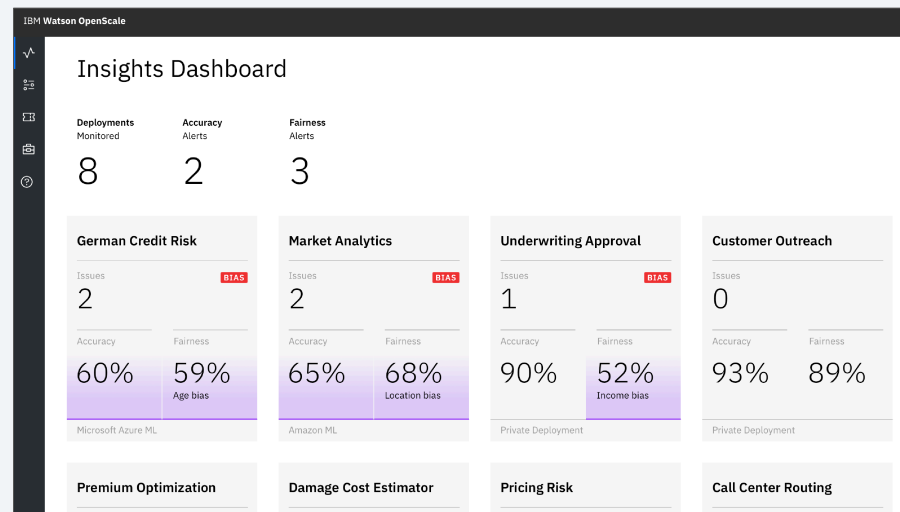 IBM Watson OpenScale
Insights Dashboard
Deployments
Monitored
8
Accuracy
Alerts
2
Fairness
Alerts
3
German Credit Risk
Issues
BIAS
2
Accuracy
Fairness
60%
59%
Age bias
Microsoft Azure ML
Market Analytics
Issues
BIAS
2
Accuracy
Fairness
65%
68%
Location bias
Amazon ML
Underwriting Approval
Issues
BIAS
1
Accuracy
Fairness
90%
52%
Income bias
Private Deployment
Customer Outreach
Issues
0
Accuracy
Fairness
93%
89%
Private Deployment
Premium Optimization
Damage Cost Estimator
Pricing Risk
Call Center Routing